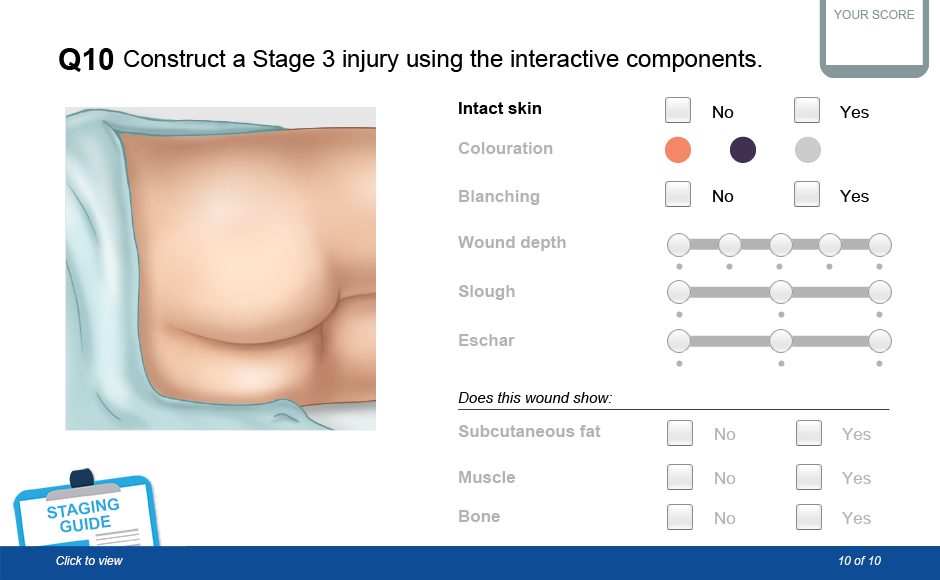 YOUR SCORE
Q10 Construct a Stage 3 injury using the interactive components.
Intact skin No Yes
Colouration
Blanching No Yes
Wound depth
Slough
Eschar
Does this wound show:
Subcutaneous fat No Yes
Muscle No Yes
Bone No Yes
STAGING
GUIDE
Click to view 10 of 10